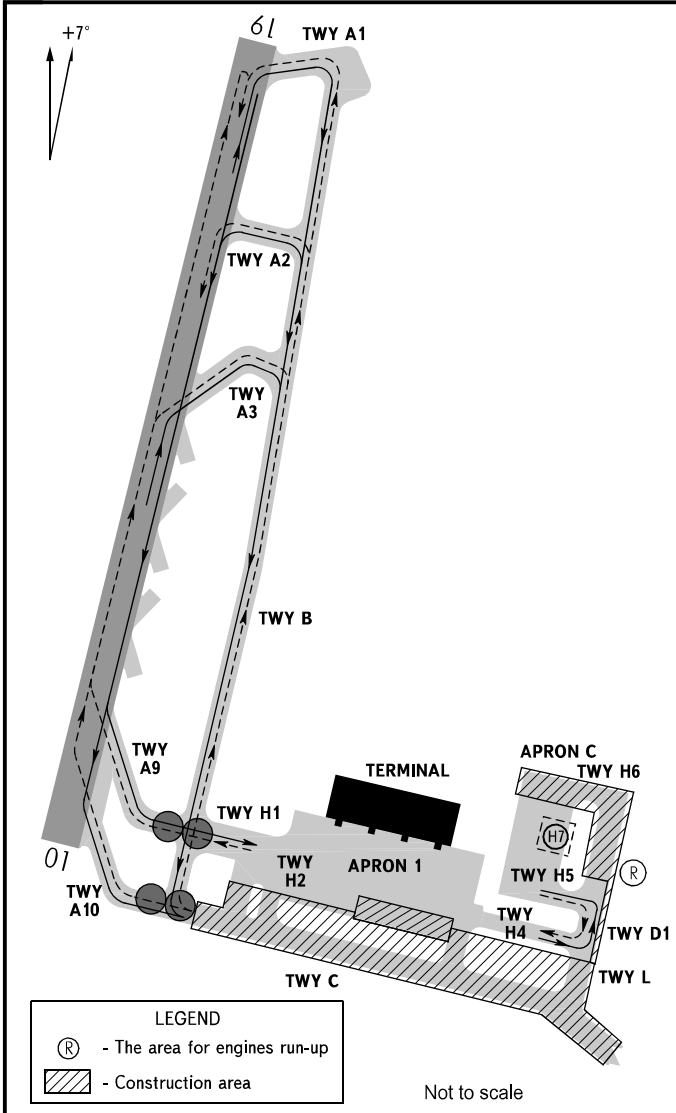 +7°
19
TWY A1
TWY A2
TWY
A3
TWY B
TWY
A9
TWY H1
TERMINAL
APRON C
TWY H6
H7
01
TWY
H2
APRON 1
TWY H5
R
TWY
A10
TWY
H4
TWY D1
TWY C
TWY L
LEGEND
R - The area for engines run-up
- Construction area
Not to scale